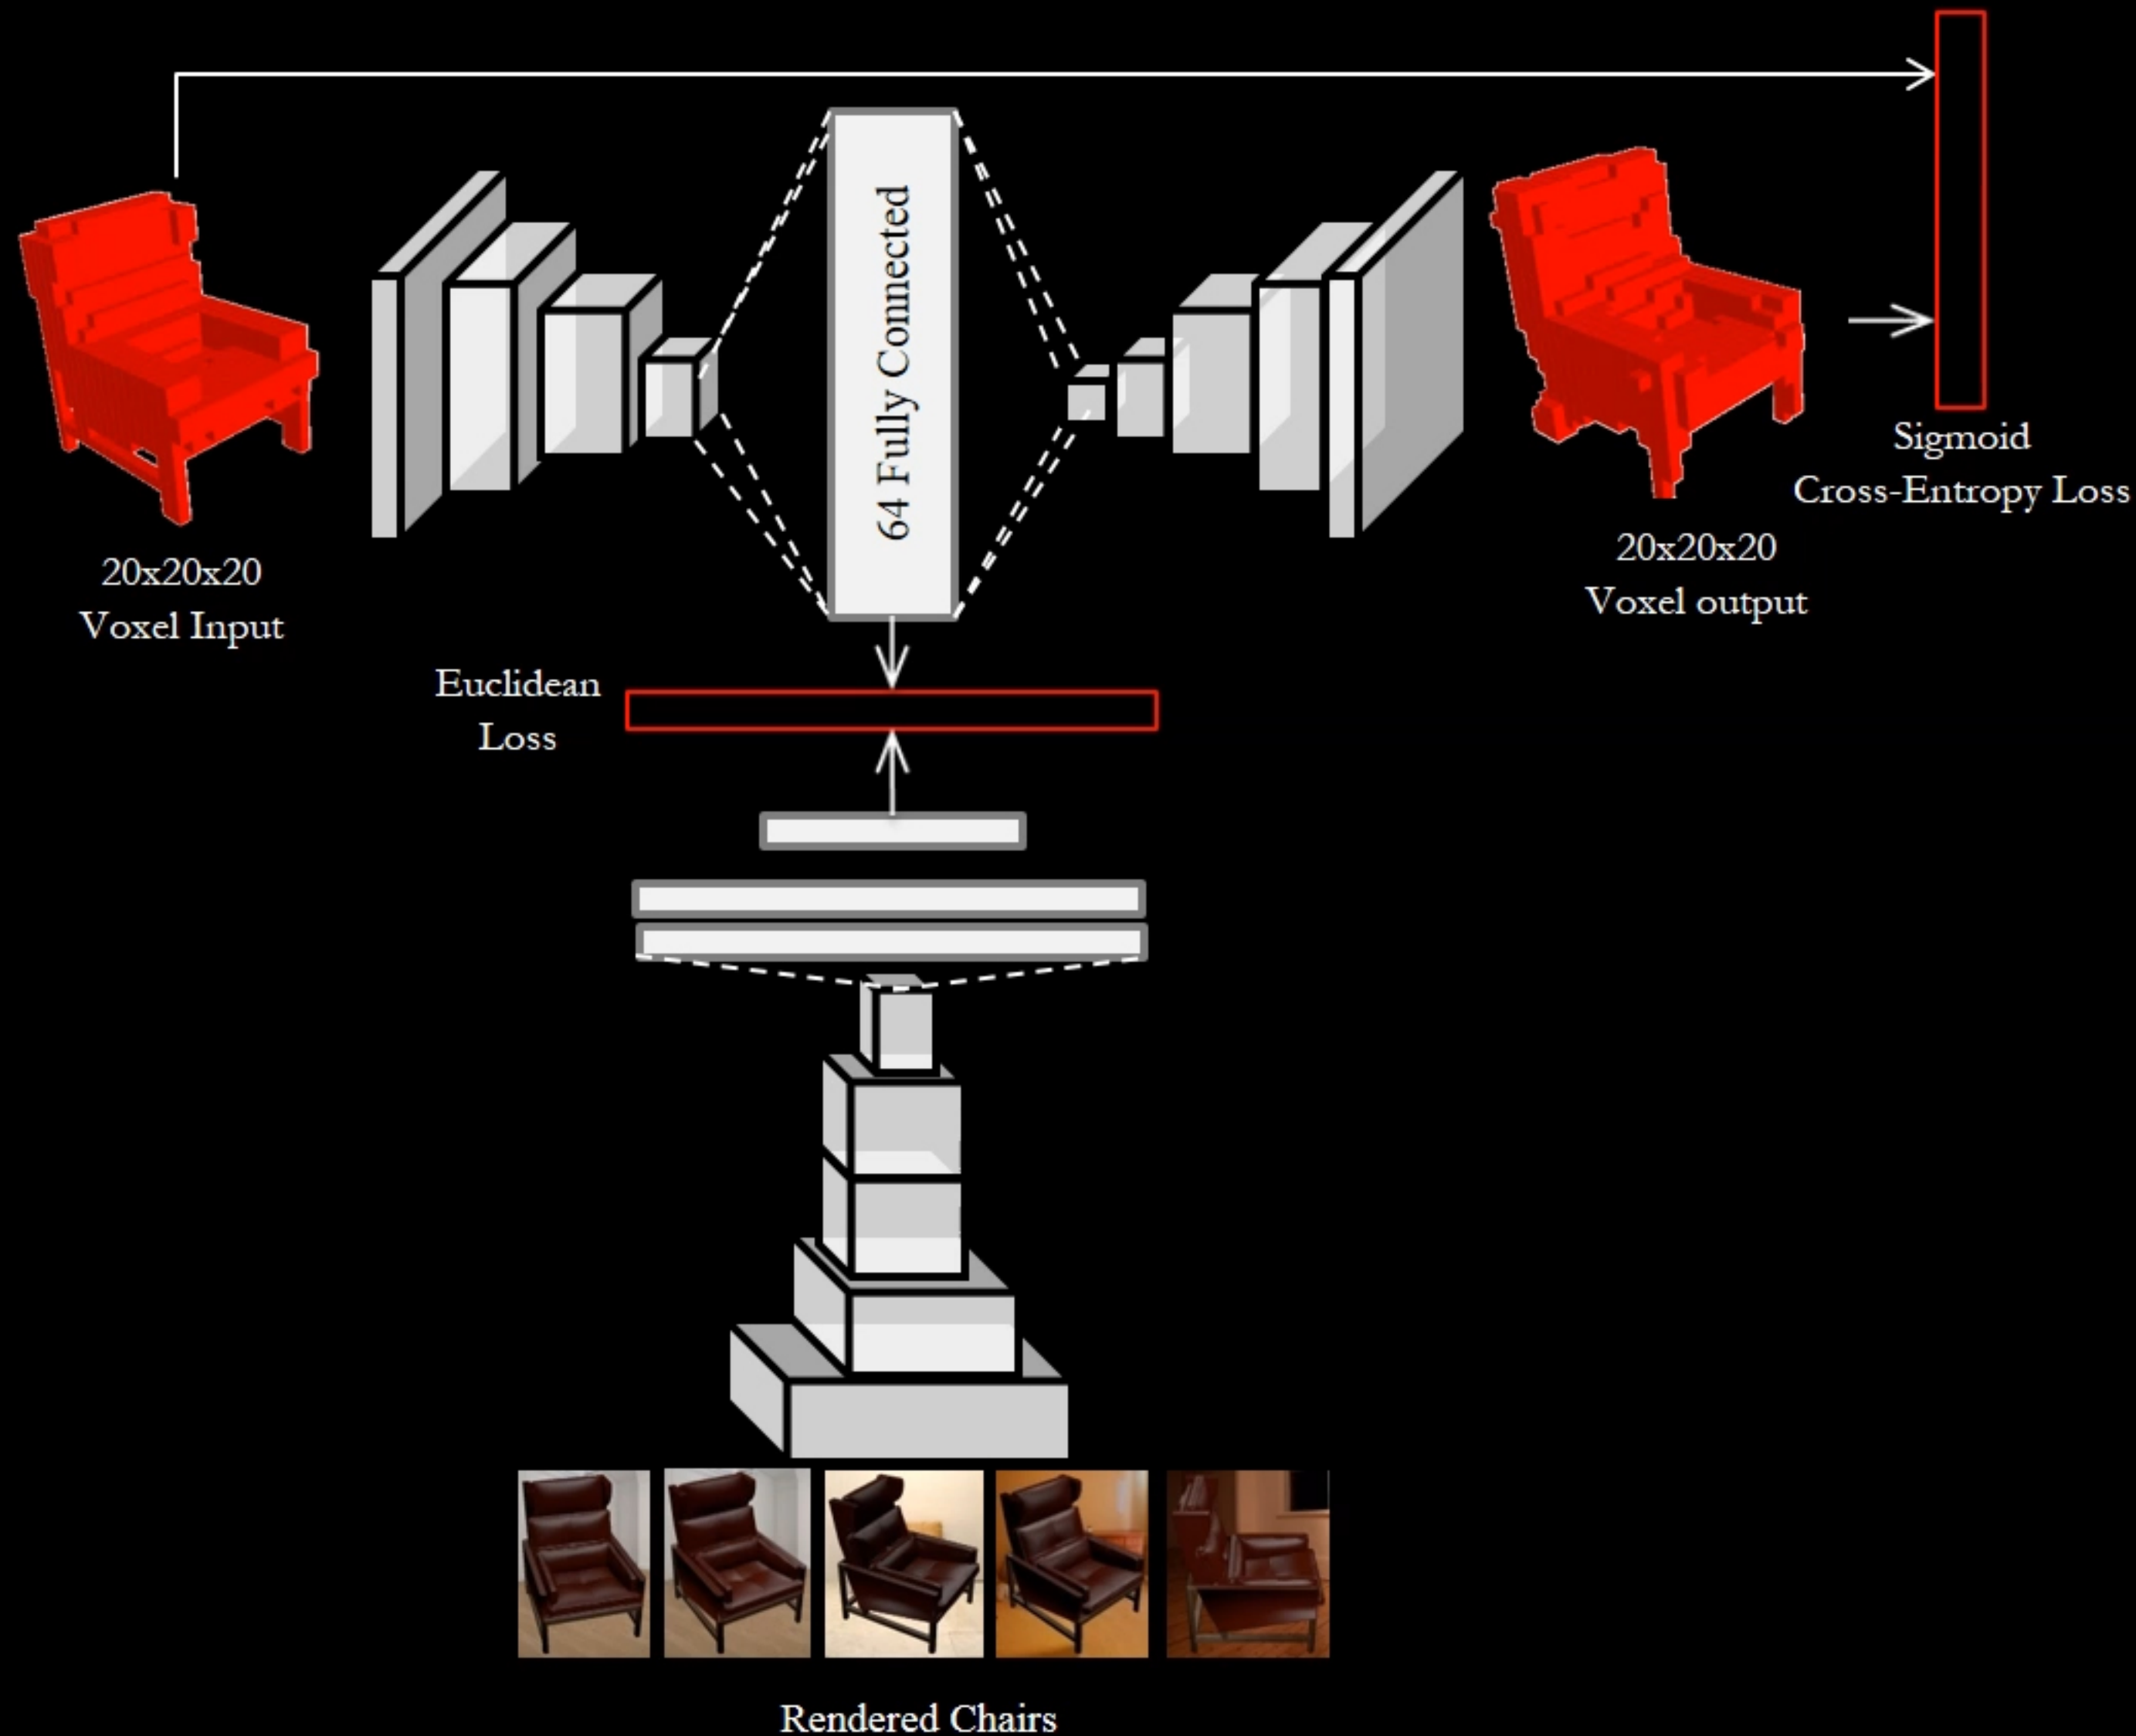 64 Fully Connected
Sigmoid
Cross-Entropy Loss
20x20x20
Voxel Input
20x20x20
Voxel output
Euclidean
Loss
Rendered Chairs